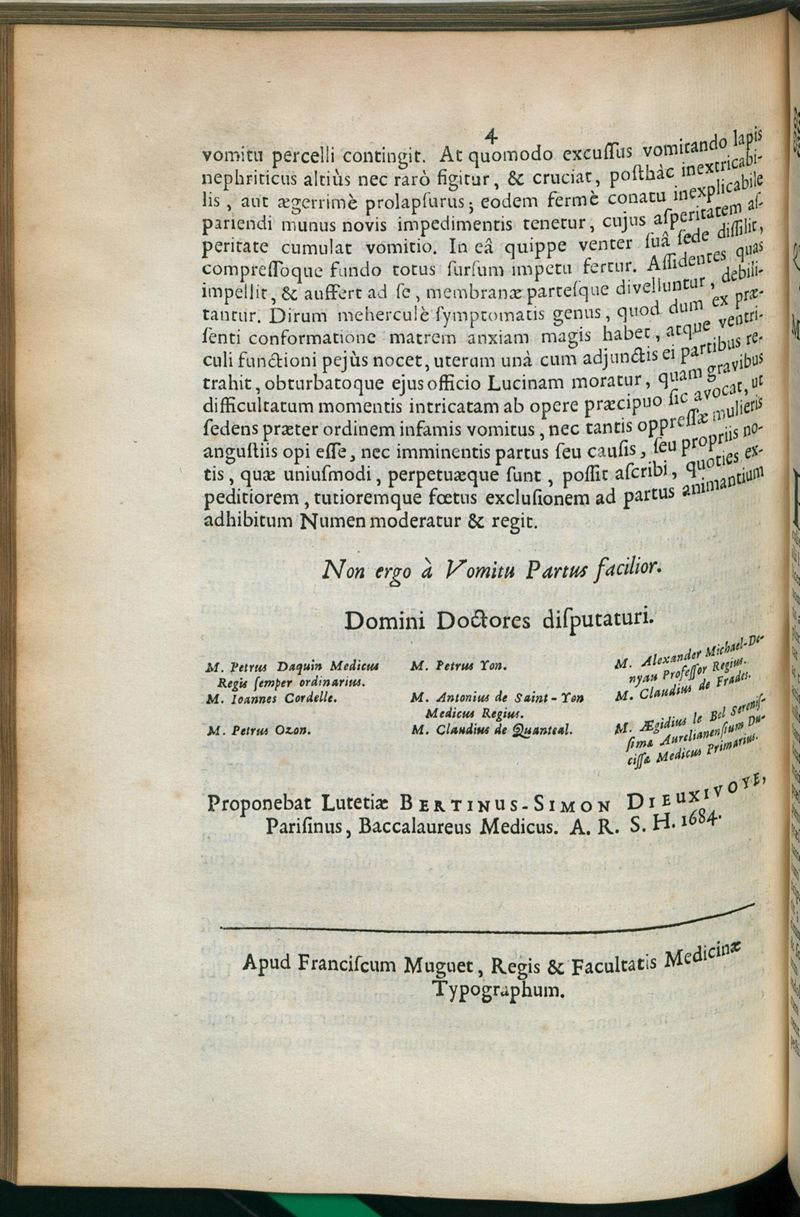 4
vomitu percelli contingit. At quomodo excuſſus vomitando lapis
nephriticus altiùs nec rarò figitur, & cruciat, poſthàc inextricabi-
lis, aut ægerrimè prolapſurus; eodem fermè conatu inexplicabile
pariendi munus novis impedimentis tenetur, cujus aſperitatem aſ-
peritate cumulat vomitio. In eâ quippe venter ſuâ ſede diſſilit,
compreſſoque fundo totus ſurſum impetu fertur. Aſſidentes quas
impellit, & auffert ad ſe, membranæ parteſque divelluntur, debili-
tantur. Dirum meherculè ſymptomatis genus, quod dum ex præ-
ſenti conformatione matrem anxiam magis habet, atque ventri-
culi functioni pejùs nocet, uterum unà cum adjunctis ei partibus re-
trahit, obturbatoque ejus officio Lucinam moratur, quam gravibus
difficultatum momentis intricatam ab opere præcipuo ſic avocat, ut
ſedens præter ordinem infamis vomitus, nec tantis oppreſſæ mulieris
anguſtiis opi eſſe, nec imminentis partus ſeu cauſis, ſeu propriis no-
tis, quæ uniuſmodi, perpetuæque ſunt, poſſit aſcribi, quoties ex-
peditiorem, tutioremque fœtus excluſionem ad partus animantium
adhibitum Numen moderatur & regit.
Non ergo à Vomitu Partus facilior.
Domini Doctores diſputaturi.
M. Petrus Daquin Medicus
Regis ſemper ordinarius.
M. Ioannes Cordelle.
M. Petrus Ozon.
M. Petrus Yon.
M. Antonius de Saint-Yon
Medicus Regius.
M. Claudius de Quanteal.
M. Alexander Michael-De-
nyau Profeſſor Regius.
M. Claudius de Frades.
M. Ægidius le Bel Sereniſ-
ſimæ Aurelianenſium Du-
ciſſæ Medicus Primarius.
Proponebat Lutetiæ BERTINUS-SIMON DIEUXIVOYE,
Pariſinus, Baccalaureus Medicus. A. R. S. H. 1684.
Apud Franciſcum Muguet, Regis & Facultatis Medicinæ
Typographum.